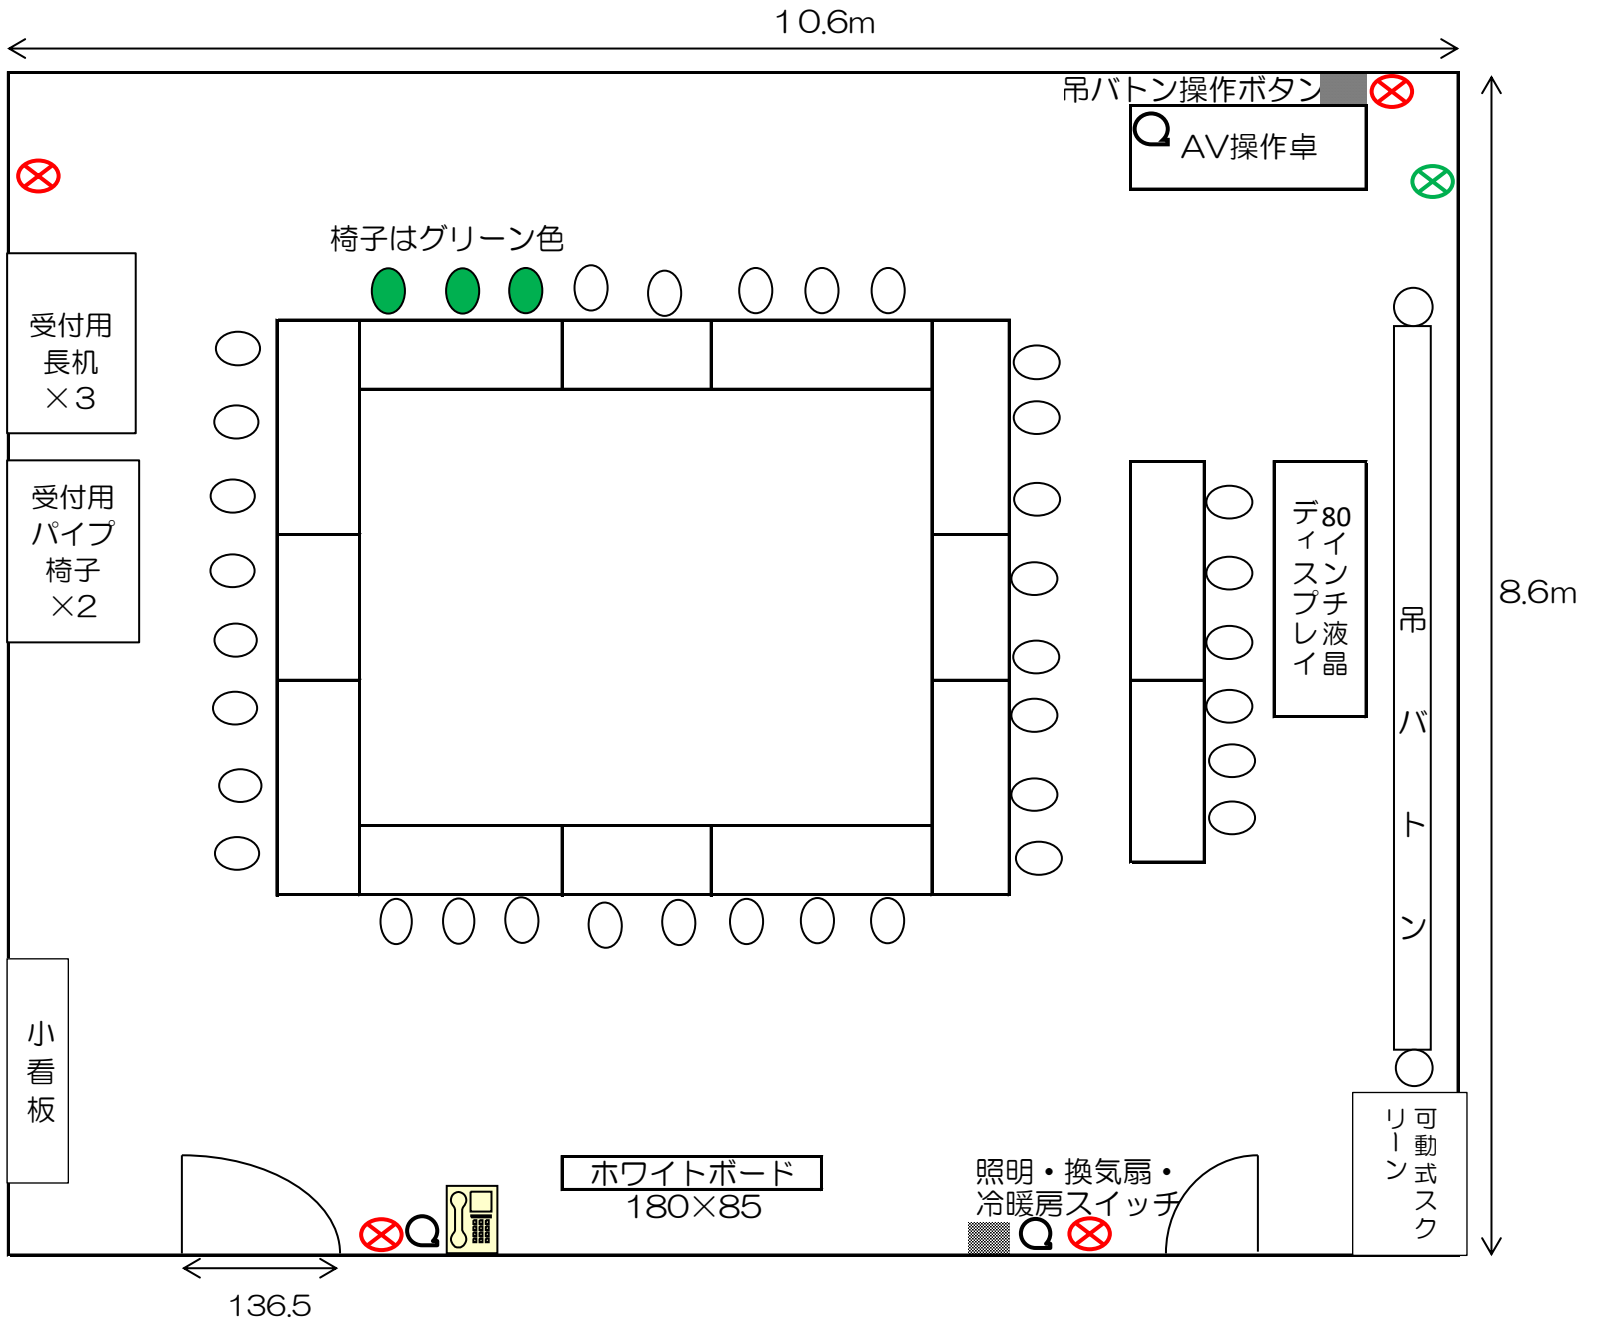 10.6m
吊バトン操作ボタン
AV操作卓
椅子はグリーン色
受付用
長机
×3
受付用
パイプ
椅子
×2
80インチ液晶
ディスプレイ
吊バトン
8.6m
小看板
ホワイトボード
180×85
照明・換気扇・
冷暖房スイッチ
可動式スク
リーン
136.5